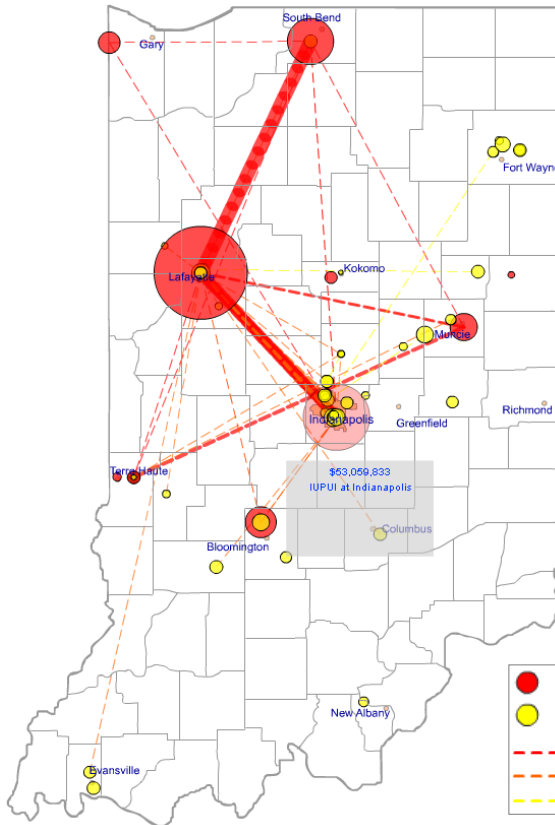 South Bend
Gary
Fort Wayne
Lafayette
Kokomo
Muncie
Indianapolis
Greenfield
Richmond
Terre Haute
$53,059,833
IUPUI at Indianapolis
Columbus
Bloomington
New Albany
Evansville